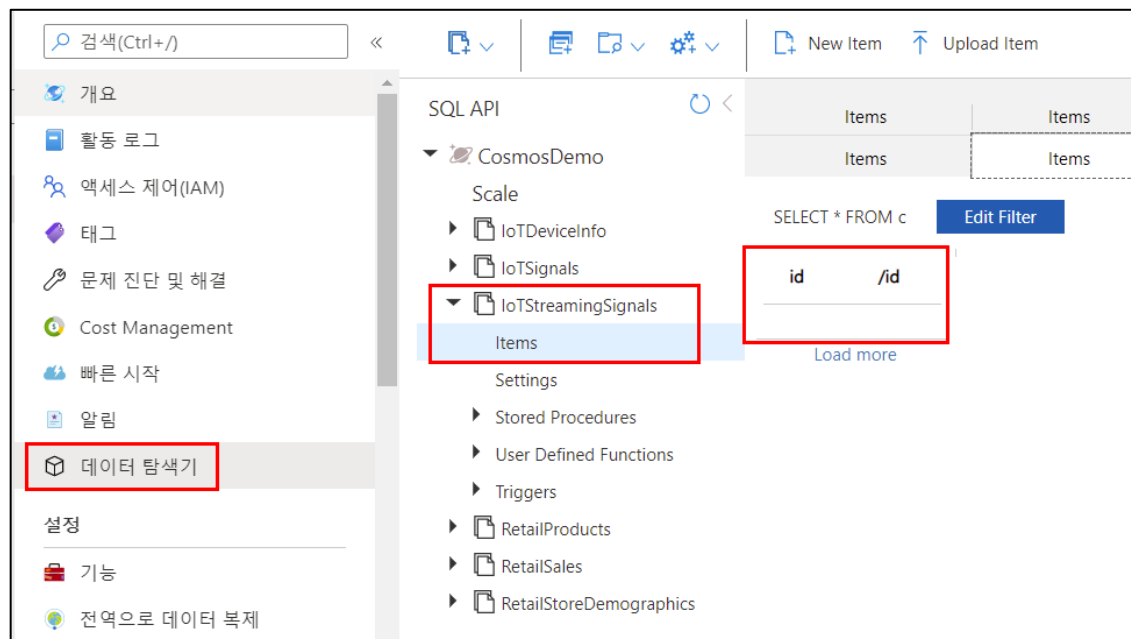 검색(Ctrl+/)
개요
활동 로그
액세스 제어(IAM)
태그
문제 진단 및 해결
Cost Management
빠른 시작
알림
데이터 탐색기
설정
기능
전역으로 데이터 복제
New Item
Upload Item
SQL API
CosmosDemo
Scale
IoTDeviceInfo
IoTSignals
IoTStreamingSignals
Items
Settings
Stored Procedures
User Defined Functions
Triggers
RetailProducts
RetailSales
RetailStoreDemographics
Items Items
Items Items
SELECT * FROM c Edit Filter
id /id
Load more